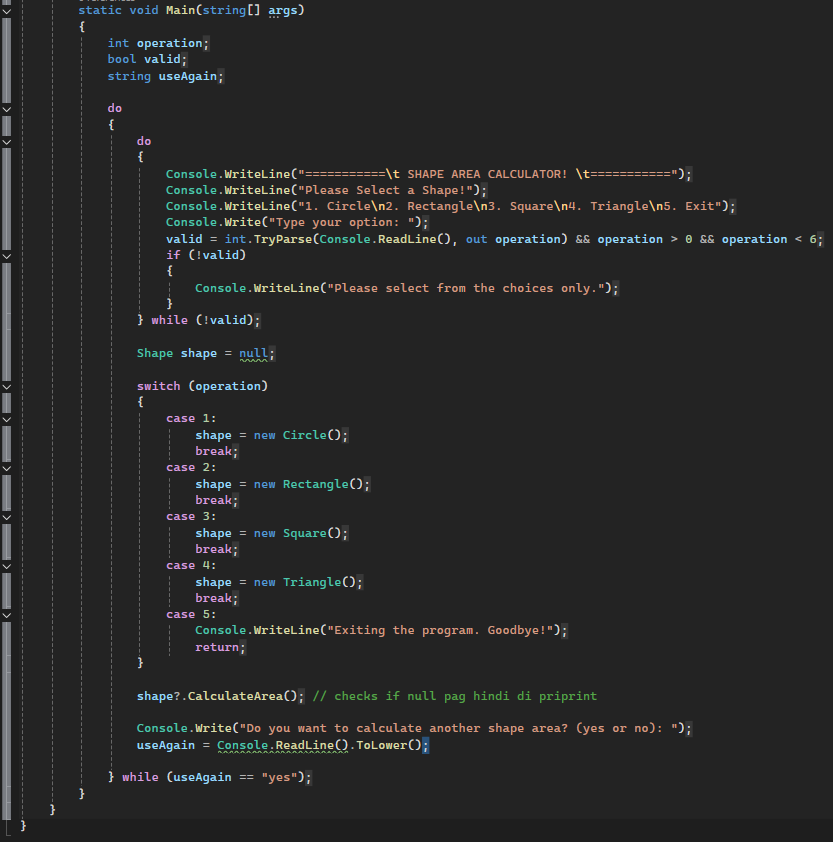 static void Main(string[] args)
{
int operation;
bool valid;
string useAgain;
do
{
do
{
Console.WriteLine("===========\t SHAPE AREA CALCULATOR! \t===========");
Console.WriteLine("Please Select a Shape!");
Console.WriteLine("1. Circle\n2. Rectangle\n3. Square\n4. Triangle\n5. Exit");
Console.Write("Type your option: ");
valid = int.TryParse(Console.ReadLine(), out operation) && operation > 0 && operation < 6;
if (!valid)
{
Console.WriteLine("Please select from the choices only.");
}
} while (!valid);
Shape shape = null;
switch (operation)
{
case 1:
shape = new Circle();
break;
case 2:
shape = new Rectangle();
break;
case 3:
shape = new Square();
break;
case 4:
shape = new Triangle();
break;
case 5:
Console.WriteLine("Exiting the program. Goodbye!");
return;
}
shape?.CalculateArea(); // checks if null pag hindi di priprint
Console.Write("Do you want to calculate another shape area? (yes or no): ");
useAgain = Console.ReadLine().ToLower();
} while (useAgain == "yes");
}
}
}